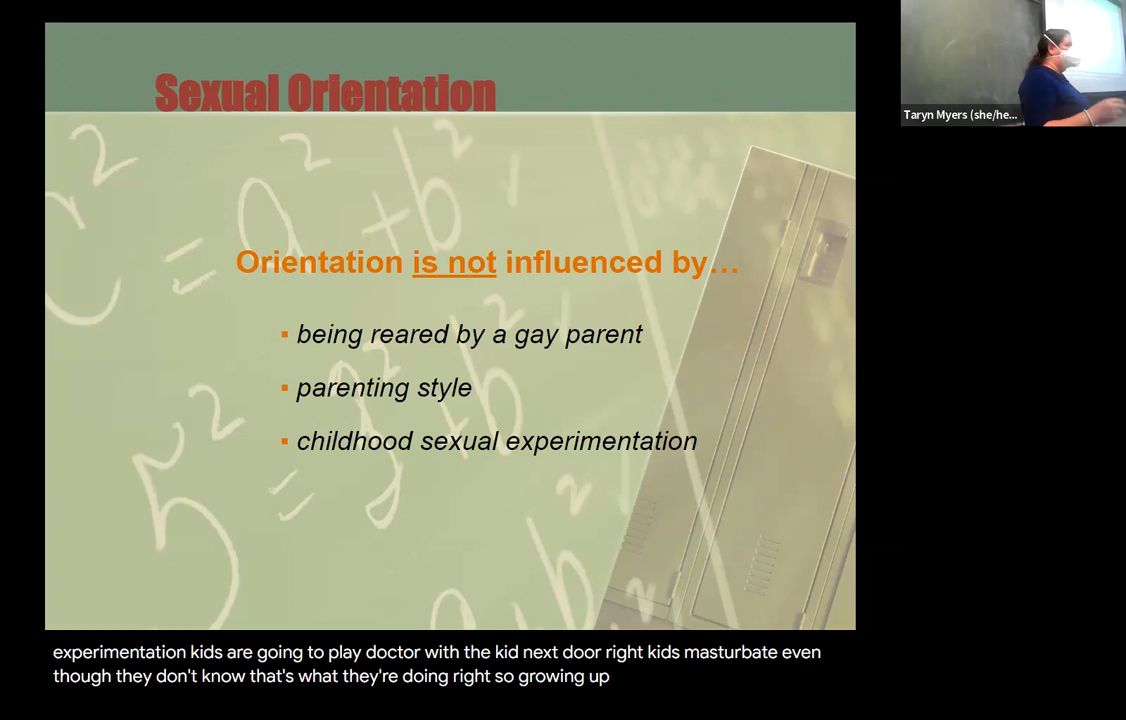 Sexual Orientation
Taryn Myers (she/he...
Orientation is not influenced by...
▪ being reared by a gay parent
▪ parenting style
▪ childhood sexual experimentation
experimentation kids are going to play doctor with the kid next door right kids masturbate even
though they don't know that's what they're doing right so growing up